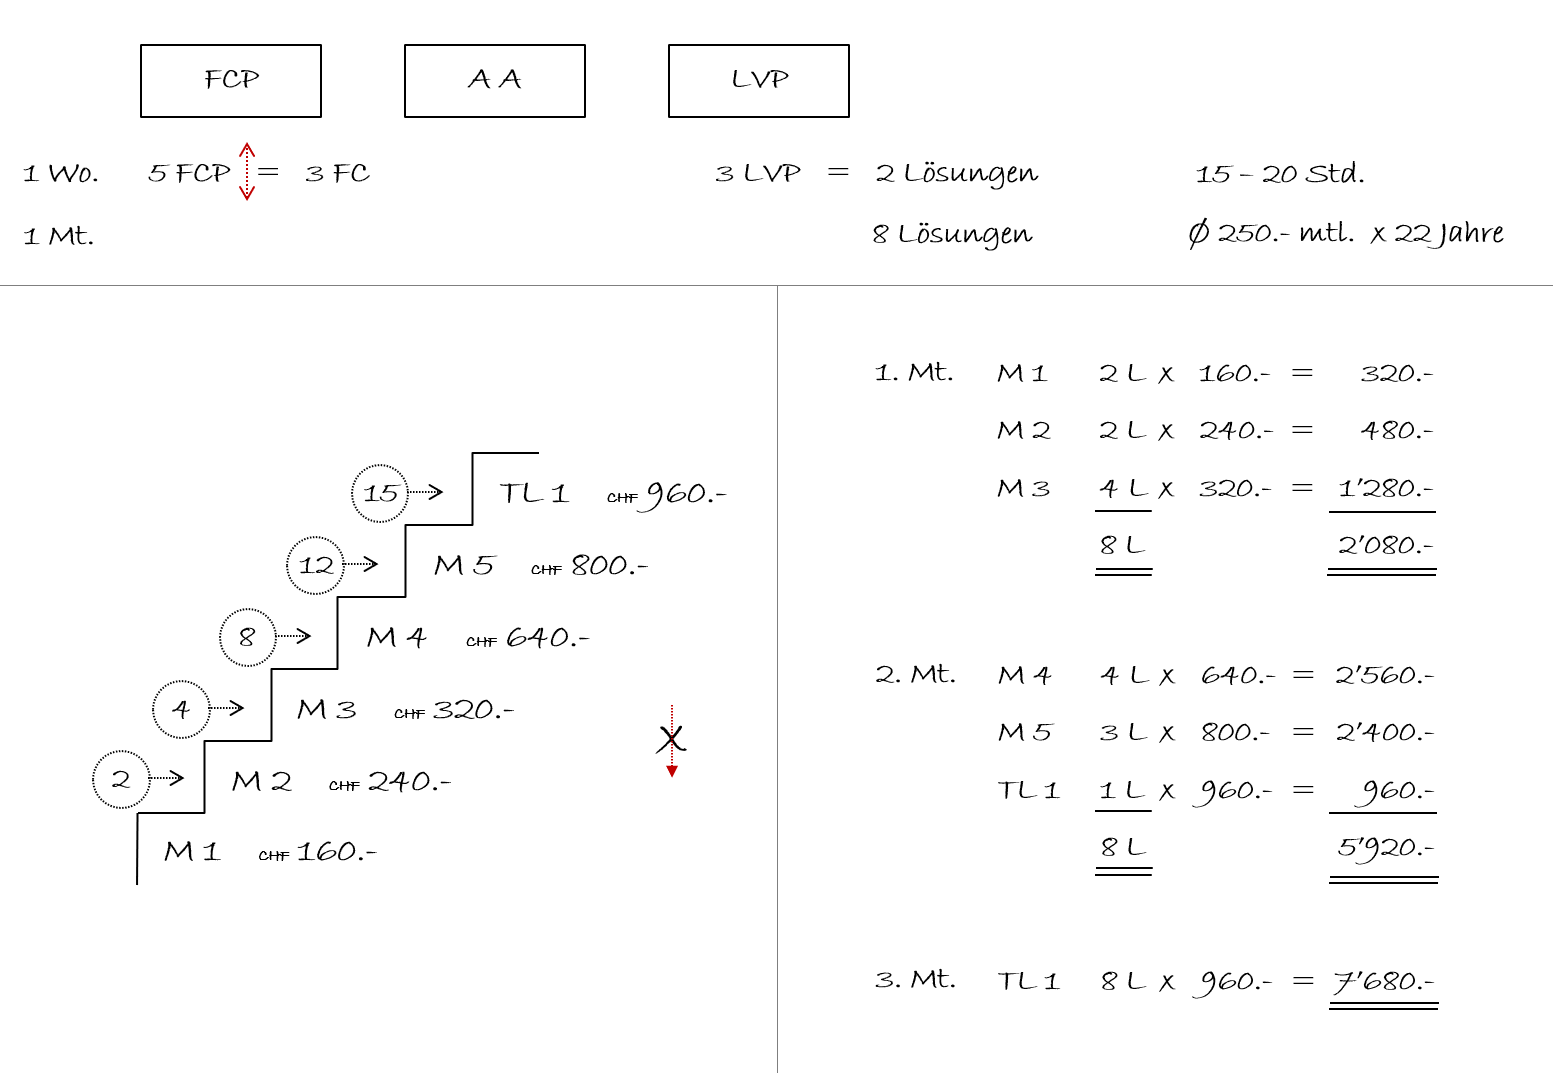 FCP AA LVP
1 Wo. 5 FCP = 3 FC 3 LVP = 2 Lösungen 15 – 20 Std.
1 Mt. 8 Lösungen Ø 250.- mtl. x 22 Jahre
15 TL 1 CHF 960.-
12 M 5 CHF 800.-
8 M 4 CHF 640.-
4 M 3 CHF 320.-
X
2 M 2 CHF 240.-
M 1 CHF 160.-
1. Mt. M 1 2 L x 160.- = 320.-
M 2 2 L x 240.- = 480.-
M 3 4 L x 320.- = 1'280.-
8 L 2'080.-
2. Mt. M 4 4 L x 640.- = 2'560.-
M 5 3 L x 800.- = 2'400.-
TL 1 1 L x 960.- = 960.-
8 L 5'920.-
3. Mt. TL 1 8 L x 960.- = 7'680.-